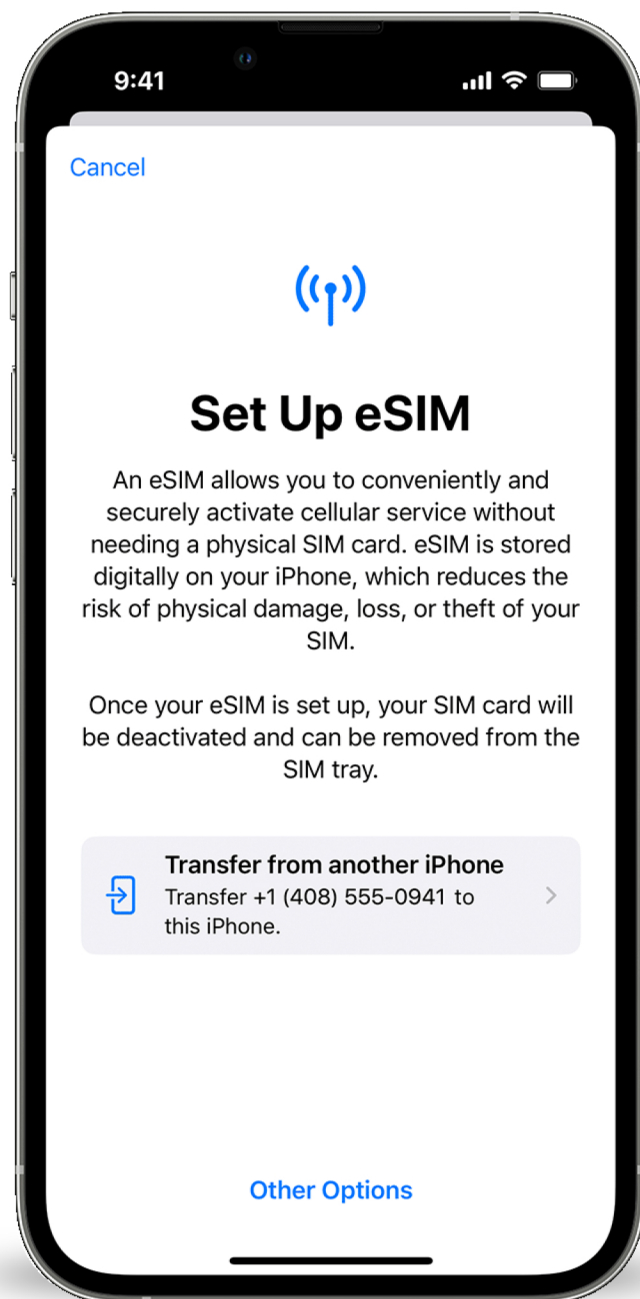 9:41
Cancel
Set Up eSIM
An eSIM allows you to conveniently and
securely activate cellular service without
needing a physical SIM card. eSIM is stored
digitally on your iPhone, which reduces the
risk of physical damage, loss, or theft of your
SIM.
Once your eSIM is set up, your SIM card will
be deactivated and can be removed from the
SIM tray.
Transfer from another iPhone
Transfer +1 (408) 555-0941 to
this iPhone.
Other Options